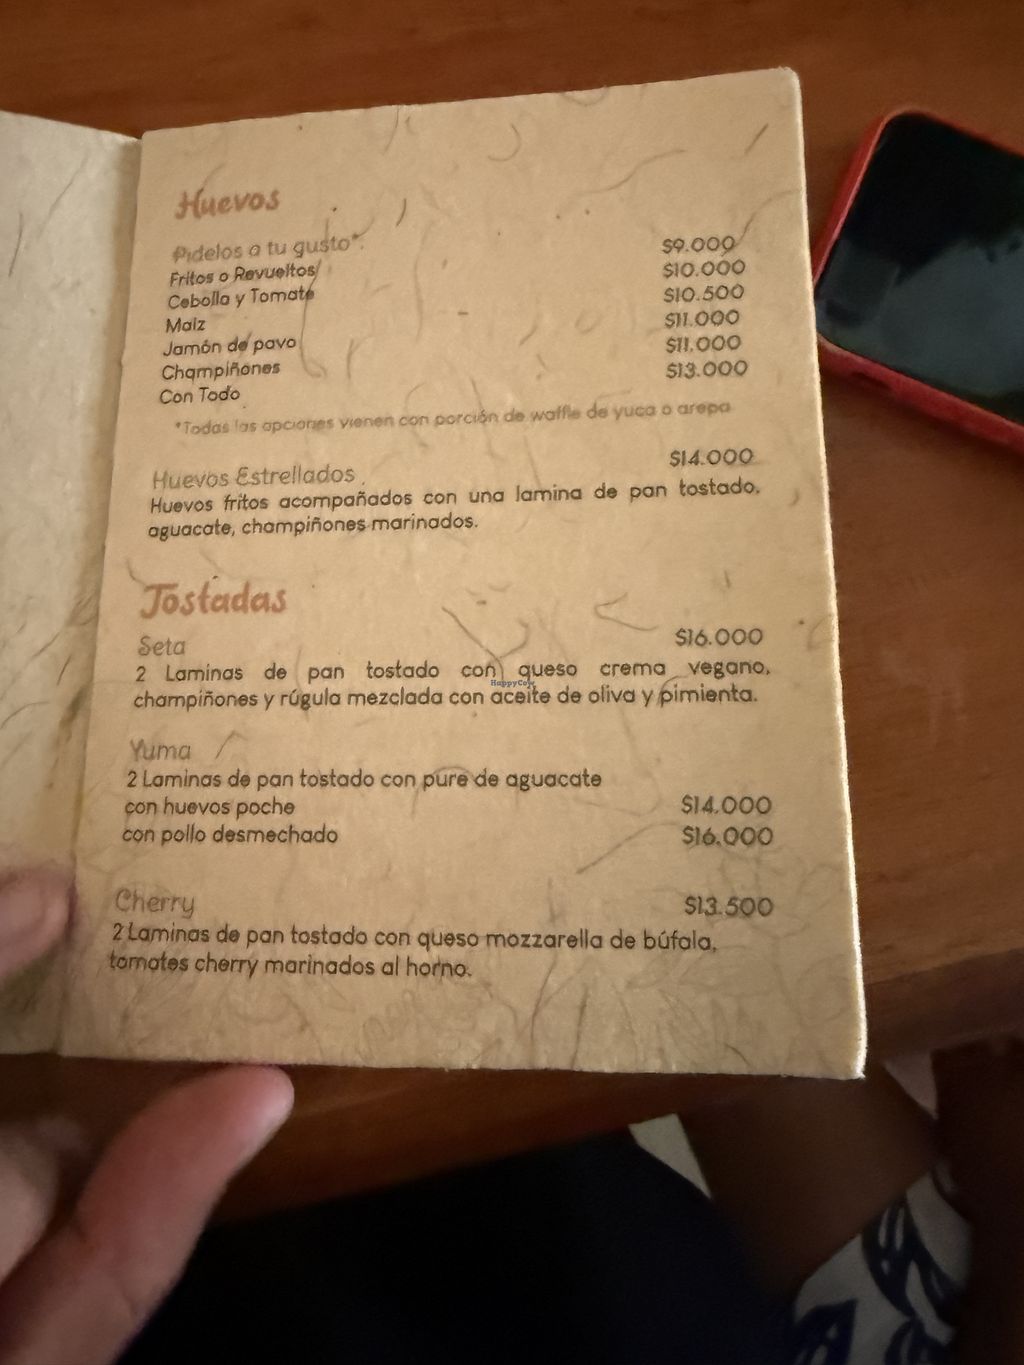 Huevos
Pidelos a tu gusto*.
Fritos o Revueltos $9.000
Cebolla y Tomate $10.000
Maíz $10.500
Jamón de pavo $11.000
Champiñones $11.000
Con Todo $13.000
*Todas las opciones vienen con porción de waffle de yuca o arepa
Huevos Estrellados $14.000
Huevos fritos acompañados con una lamina de pan tostado,
aguacate, champiñones marinados.
Tostadas
Seta $16.000
2 Laminas de pan tostado con queso crema vegano,
champiñones y rúgula mezclada con aceite de oliva y pimienta.
HappyCow
Yuma
2 Laminas de pan tostado con pure de aguacate
con huevos poche $14.000
con pollo desmechado $16.000
Cherry $13.500
2 Laminas de pan tostado con queso mozzarella de búfala,
tomates cherry marinados al horno.